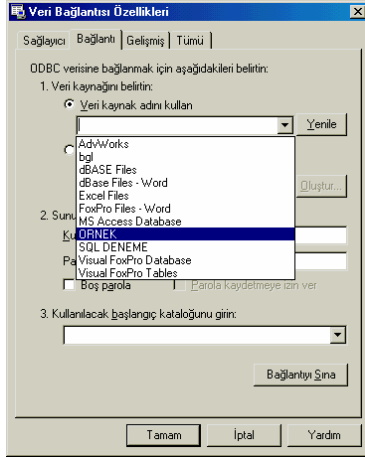 Veri Bağlantısı Özellikleri
Sağlayıcı Bağlantı Gelişmiş Tümü
ODBC verisine bağlanmak için aşağıdakileri belirtin:
1. Veri kaynağını belirtin:
Veri kaynak adını kullan
Yenile
AdvWorks
bgl
dBASE Files
dBase Files - Word
Excel Files
Oluştur...
FoxPro Files - Word
MS Access Database
2. Sunu
ÖRNEK
Ku
SQL DENEME
Visual FoxPro Database
Pa
Visual FoxPro Tables
Boş parola Parola kaydetmeye izin ver
3. Kullanılacak başlangıç kataloğunu girin:
Bağlantıyı Sına
Tamam İptal Yardım